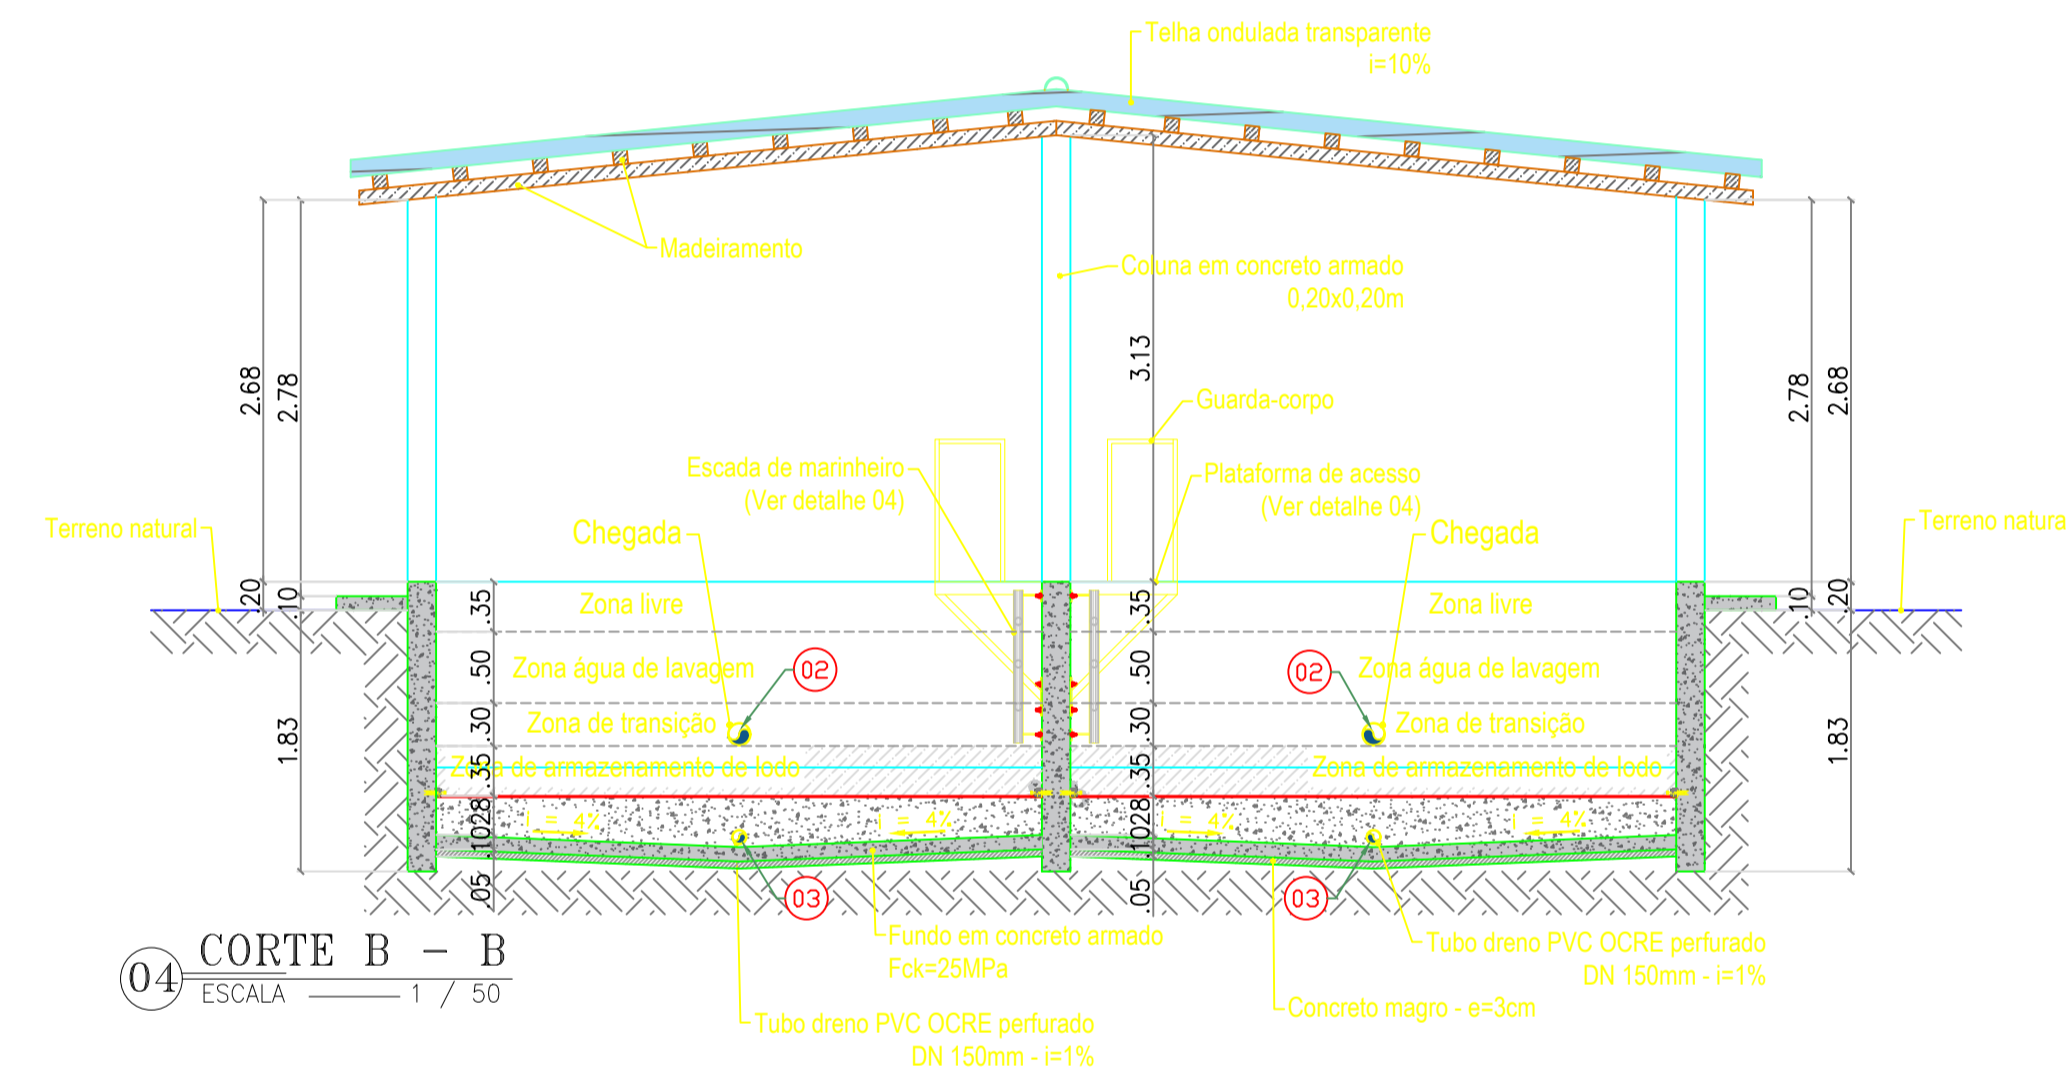 Telha ondulada transparente
i=10%
Madeiramento
Coluna em concreto armado
0,20x0,20m
2.68
2.78
3.13
2.78
2.68
Guarda-corpo
Escada de marinheiro
(Ver detalhe 04)
Plataforma de acesso
(Ver detalhe 04)
Terreno natural
Chegada
Chegada
Terreno natura
.20
.10
.35
Zona livre
.35
Zona livre
.10
.20
.50
Zona água de lavagem
02
.50
02
Zona água de lavagem
1.83
.30
Zona de transição
.30
Zona de transição
1.83
.35
Zona de armazenamento de lodo
.35
Zona de armazenamento de lodo
.28
i = 4%
i = 4%
.28
i = 4%
i = 4%
.10
.10
.05
03
.05
03
Fundo em concreto armado
Fck=25MPa
Tubo dreno PVC OCRE perfurado
DN 150mm - i=1%
Concreto magro - e=3cm
Tubo dreno PVC OCRE perfurado
DN 150mm - i=1%
04
CORTE B - B
ESCALA 1 / 50